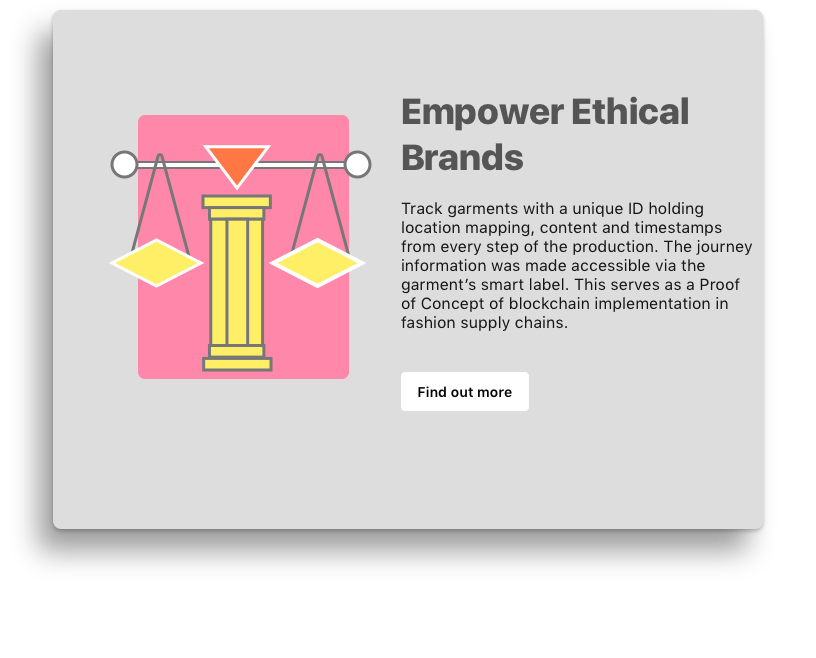 Empower Ethical
Brands
Track garments with a unique ID holding
location mapping, content and timestamps
from every step of the production. The journey
information was made accessible via the
garment’s smart label. This serves as a Proof
of Concept of blockchain implementation in
fashion supply chains.
Find out more